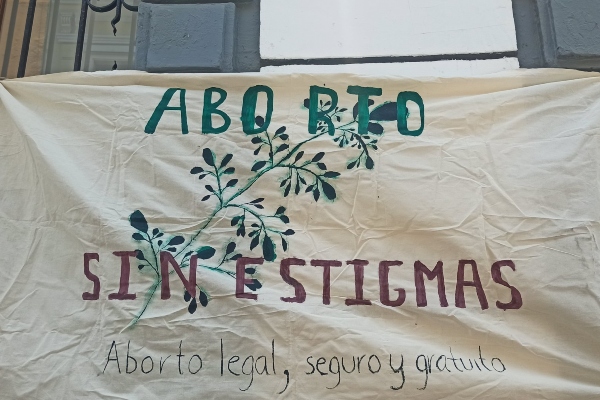 ABORTO
SIN ESTIGMAS
Aborto legal, seguro y gratuito